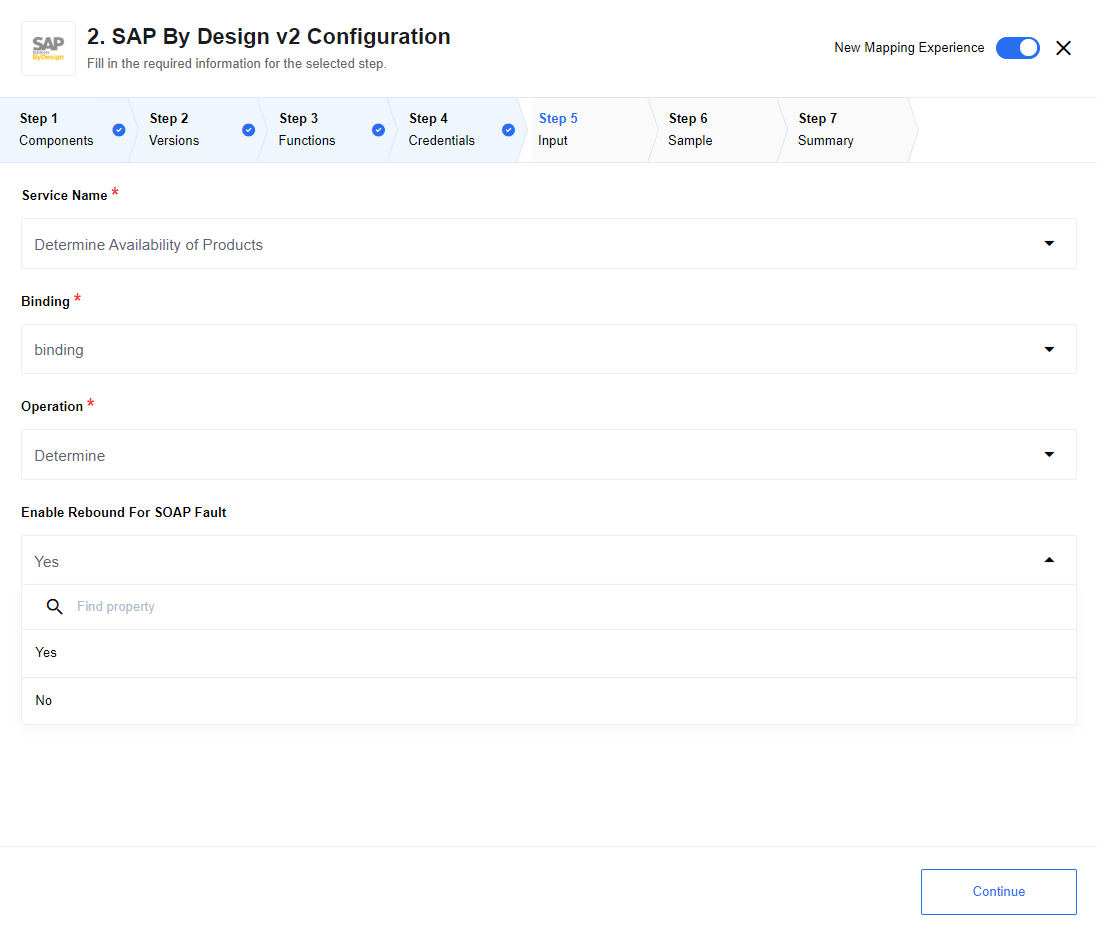 SAP
ByDesign
2. SAP By Design v2 Configuration
Fill in the required information for the selected step.
New Mapping Experience
Step 1
Components
Step 2
Versions
Step 3
Functions
Step 4
Credentials
Step 5
Input
Step 6
Sample
Step 7
Summary
Service Name *
Determine Availability of Products
Binding *
binding
Operation *
Determine
Enable Rebound For SOAP Fault
Yes
Find property
Yes
No
Continue